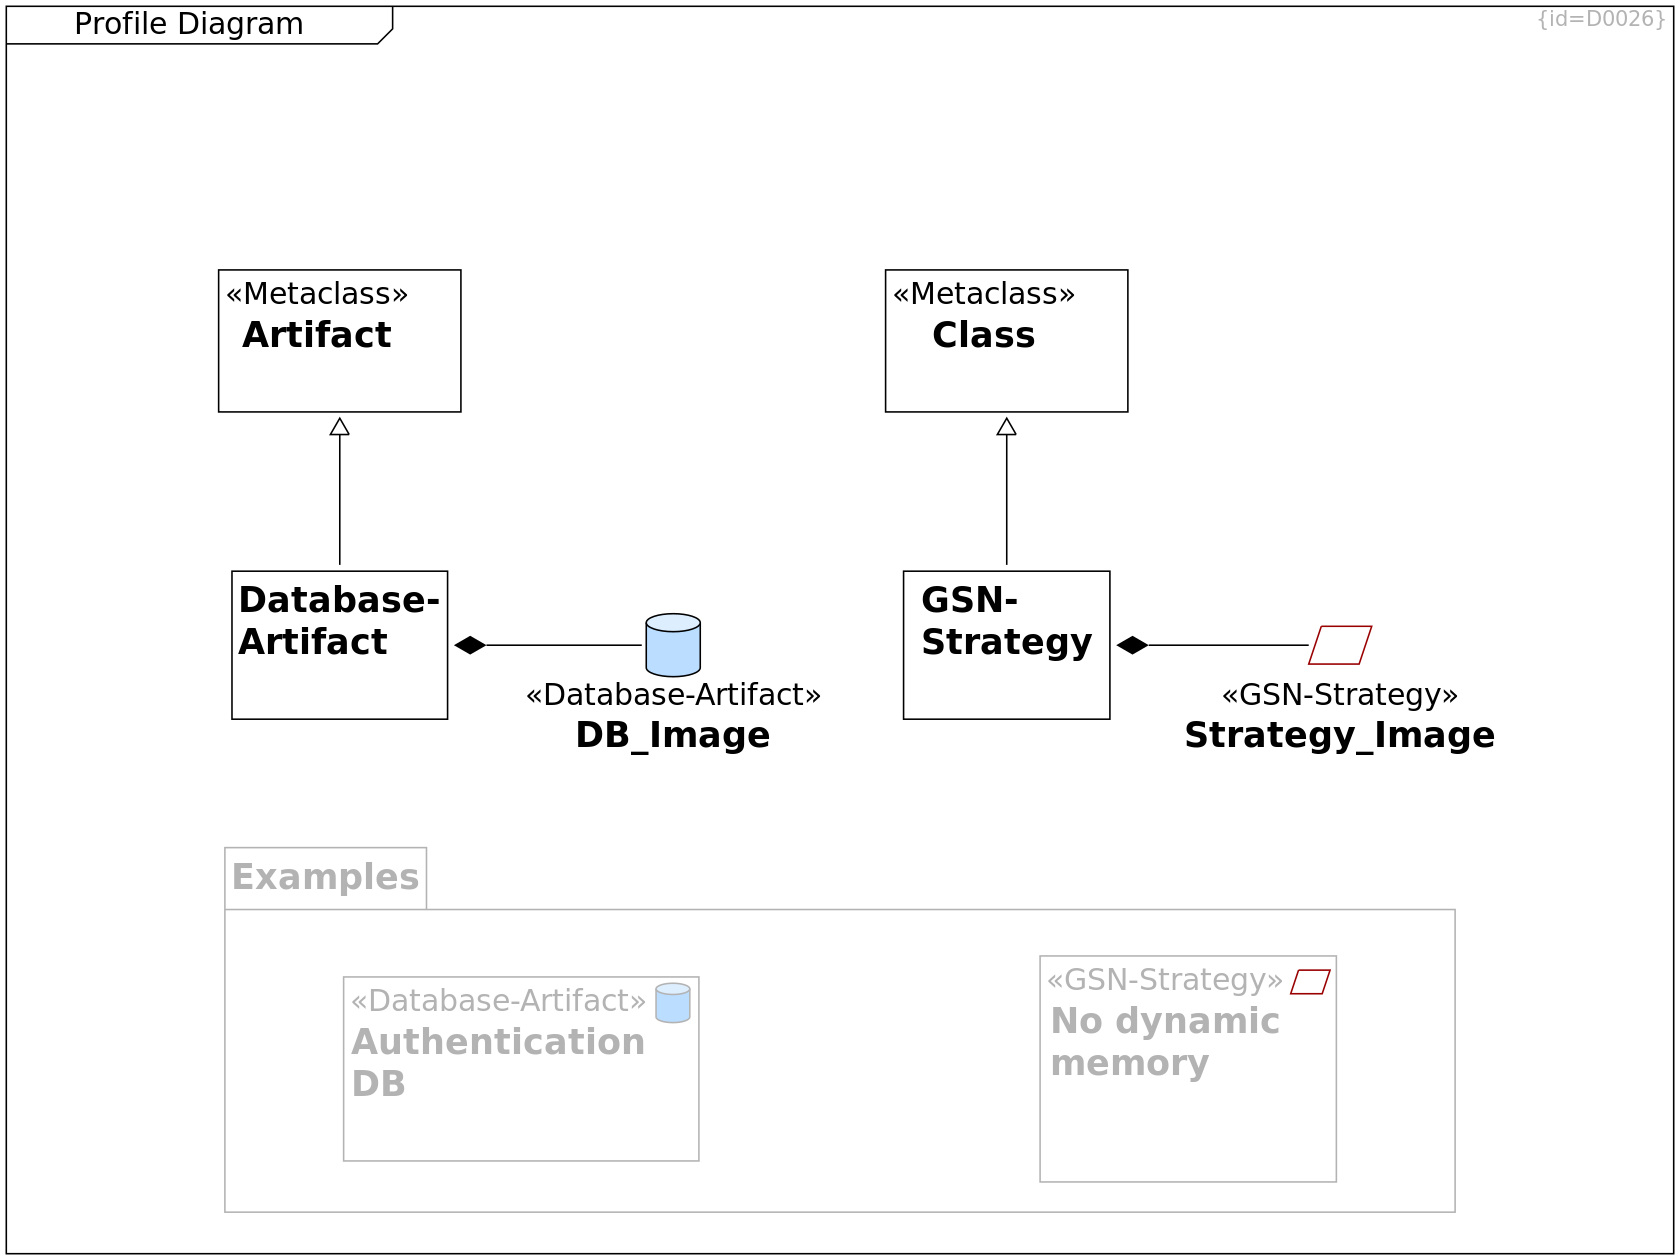 Profile Diagram
{id=D0026}
«Metaclass»
Artifact
«Metaclass»
Class
Database-
Artifact
«Database-Artifact»
DB_Image
GSN-
Strategy
«GSN-Strategy»
Strategy_Image
Examples
«Database-Artifact»
Authentication
DB
«GSN-Strategy»
No dynamic
memory